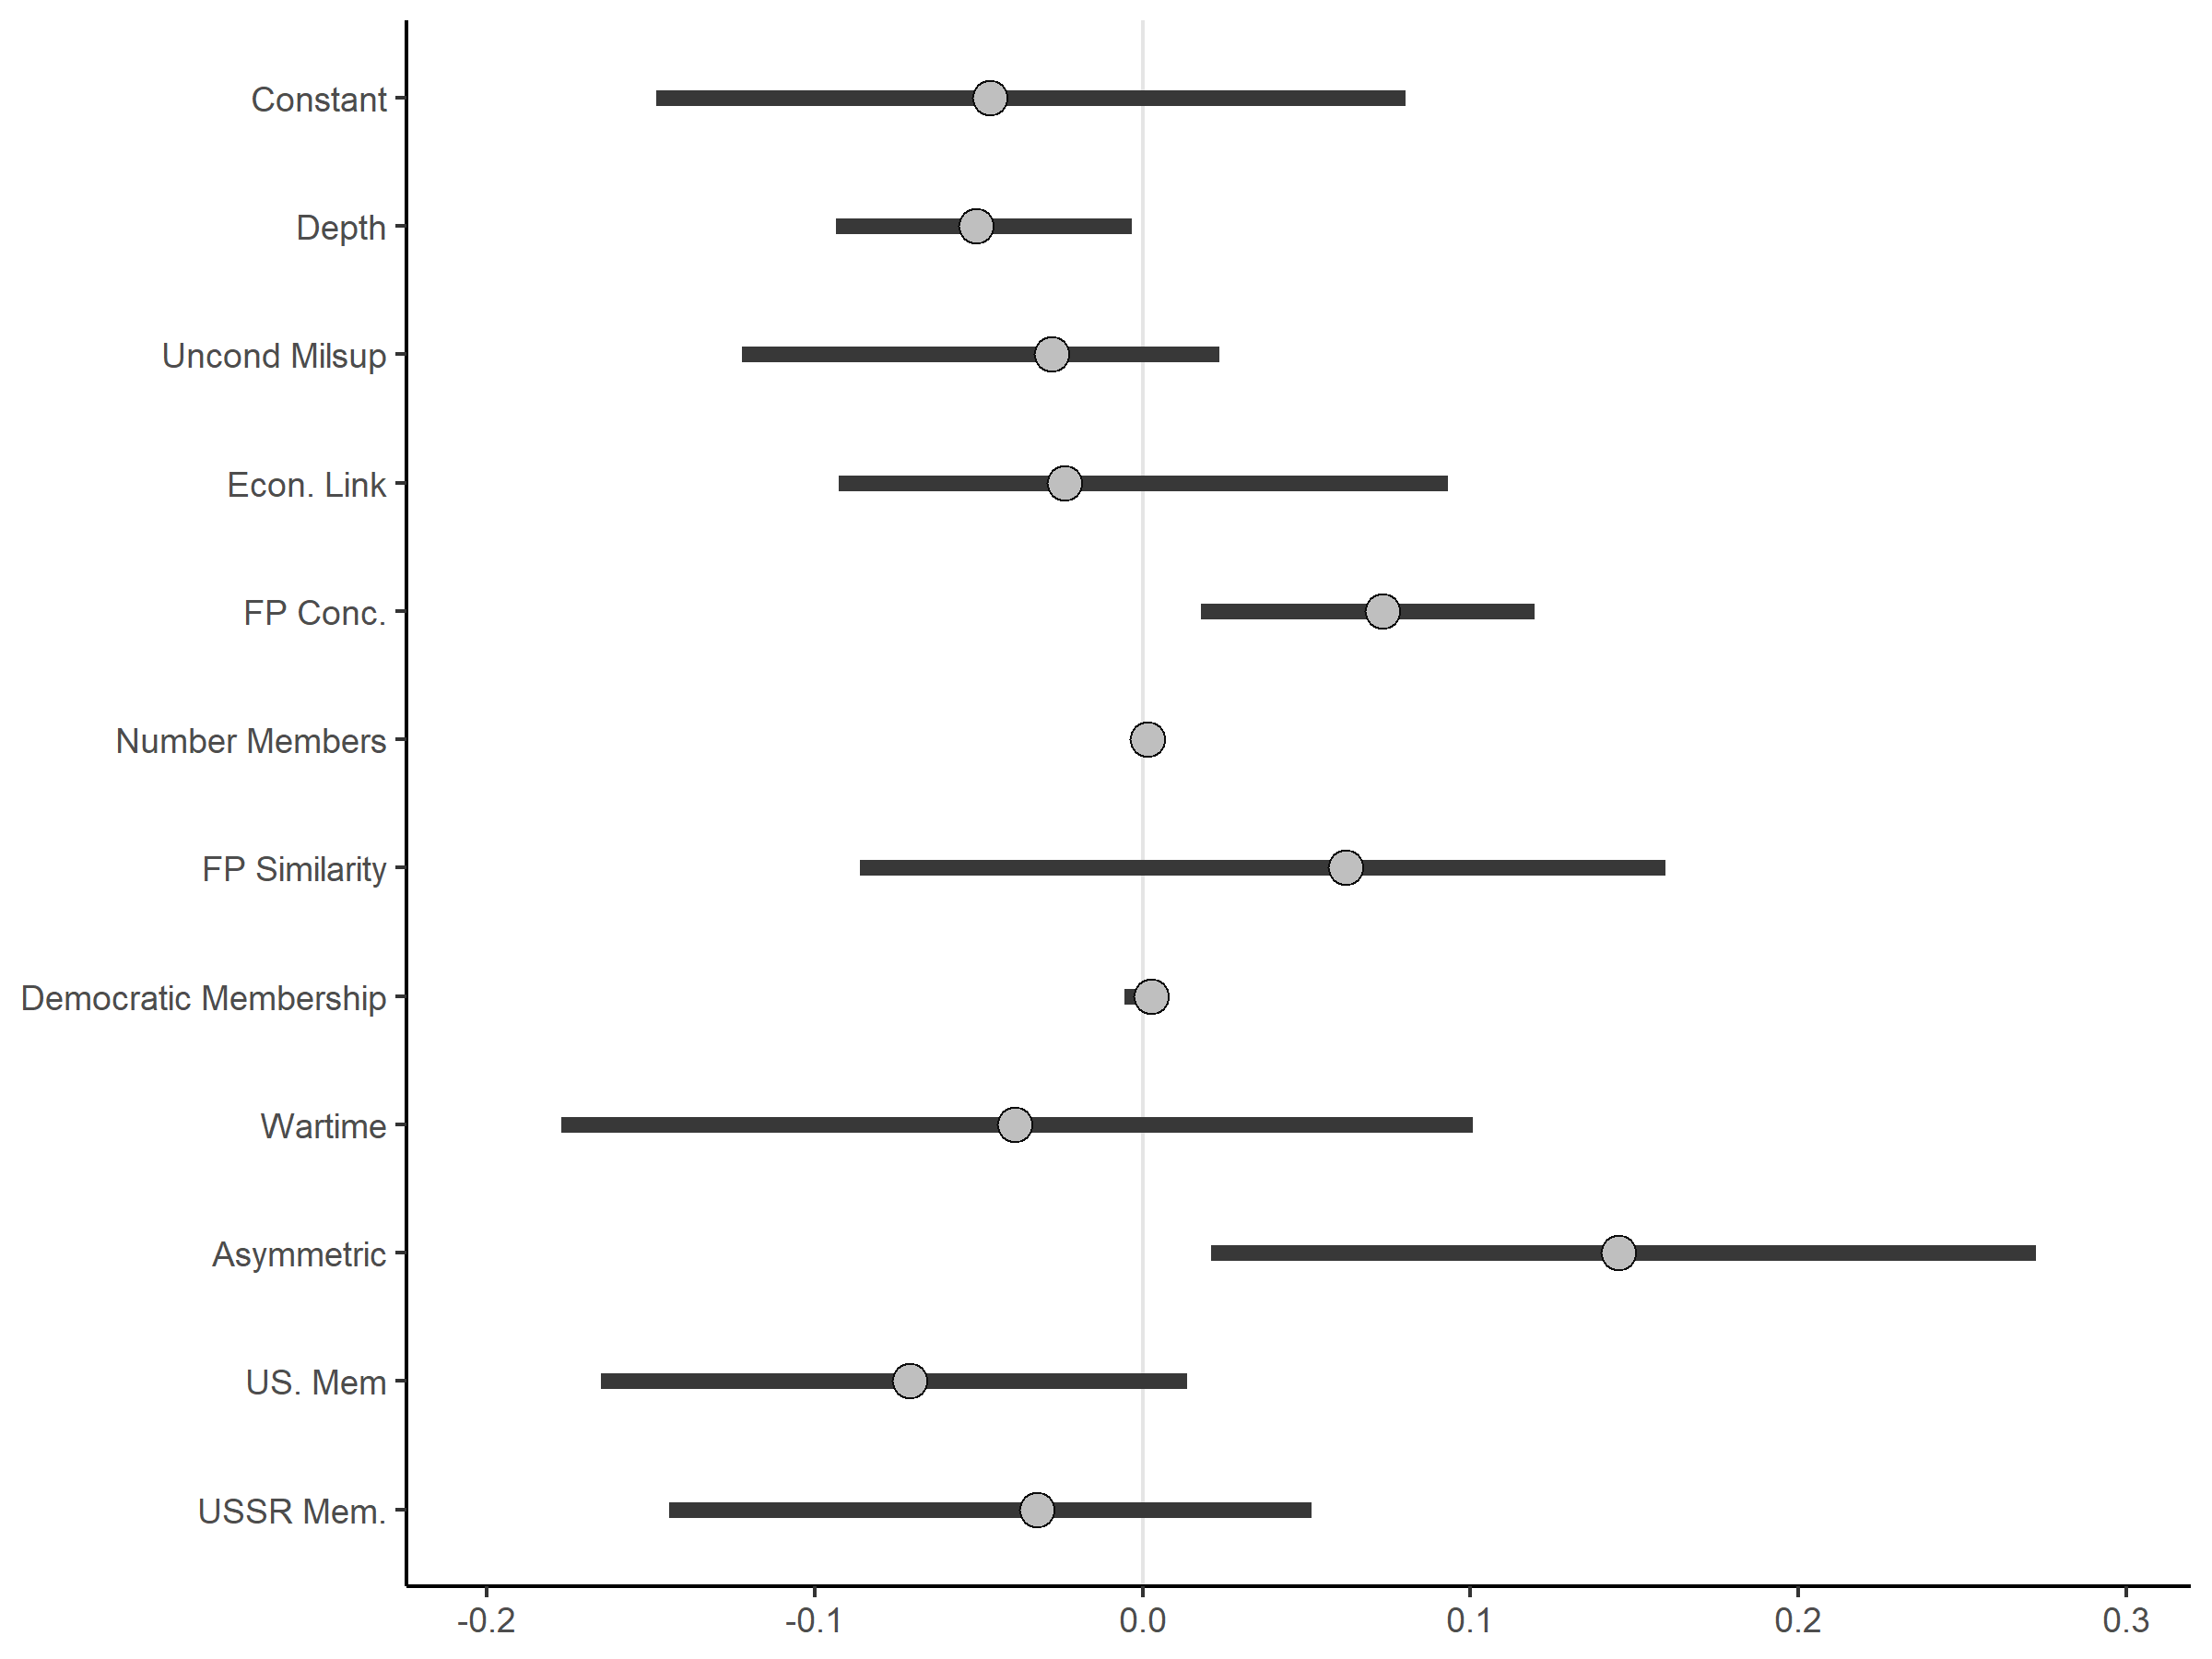 Constant
Depth
Uncond Milsup
Econ. Link
FP Conc.
Number Members
FP Similarity
Democratic Membership
Wartime
Asymmetric
US. Mem
USSR Mem.
-0.2 -0.1 0.0 0.1 0.2 0.3